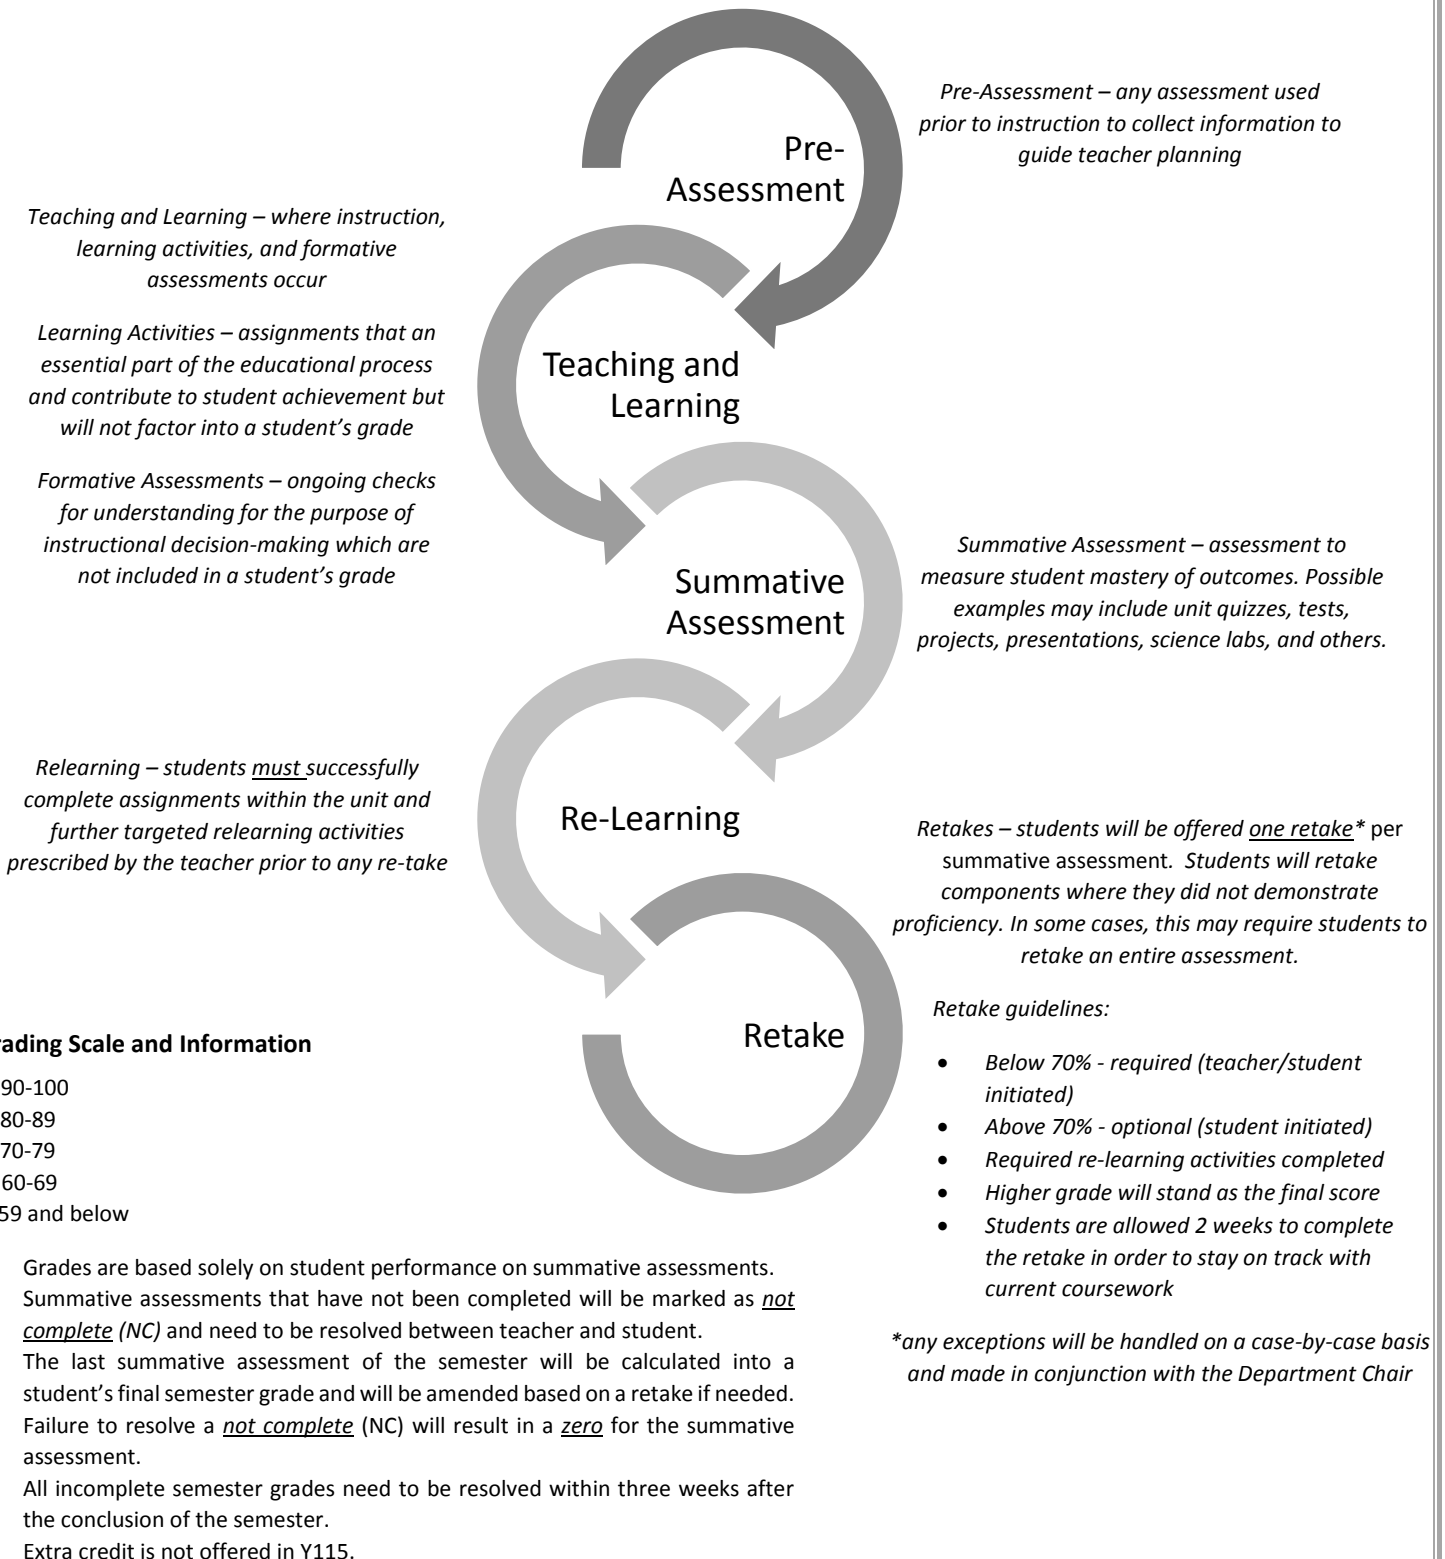 Pre-Assessment – any assessment used
prior to instruction to collect information to
guide teacher planning
Pre-
Assessment
Teaching and Learning – where instruction,
learning activities, and formative
assessments occur
Learning Activities – assignments that an
essential part of the educational process
and contribute to student achievement but
will not factor into a student’s grade
Formative Assessments – ongoing checks
for understanding for the purpose of
instructional decision-making which are
not included in a student’s grade
Teaching and
Learning
Summative
Assessment
Summative Assessment – assessment to
measure student mastery of outcomes. Possible
examples may include unit quizzes, tests,
projects, presentations, science labs, and others.
Relearning – students must successfully
complete assignments within the unit and
further targeted relearning activities
prescribed by the teacher prior to any re-take
Re-Learning
Retakes – students will be offered one retake* per
summative assessment. Students will retake
components where they did not demonstrate
proficiency. In some cases, this may require students to
retake an entire assessment.
Retake
Retake guidelines:
• Below 70% - required (teacher/student
initiated)
• Above 70% - optional (student initiated)
• Required re-learning activities completed
• Higher grade will stand as the final score
• Students are allowed 2 weeks to complete
the retake in order to stay on track with
current coursework
*any exceptions will be handled on a case-by-case basis
and made in conjunction with the Department Chair
rading Scale and Information
90-100
80-89
70-79
60-69
59 and below
Grades are based solely on student performance on summative assessments.
Summative assessments that have not been completed will be marked as not
complete (NC) and need to be resolved between teacher and student.
The last summative assessment of the semester will be calculated into a
student’s final semester grade and will be amended based on a retake if needed.
Failure to resolve a not complete (NC) will result in a zero for the summative
assessment.
All incomplete semester grades need to be resolved within three weeks after
the conclusion of the semester.
Extra credit is not offered in Y115.